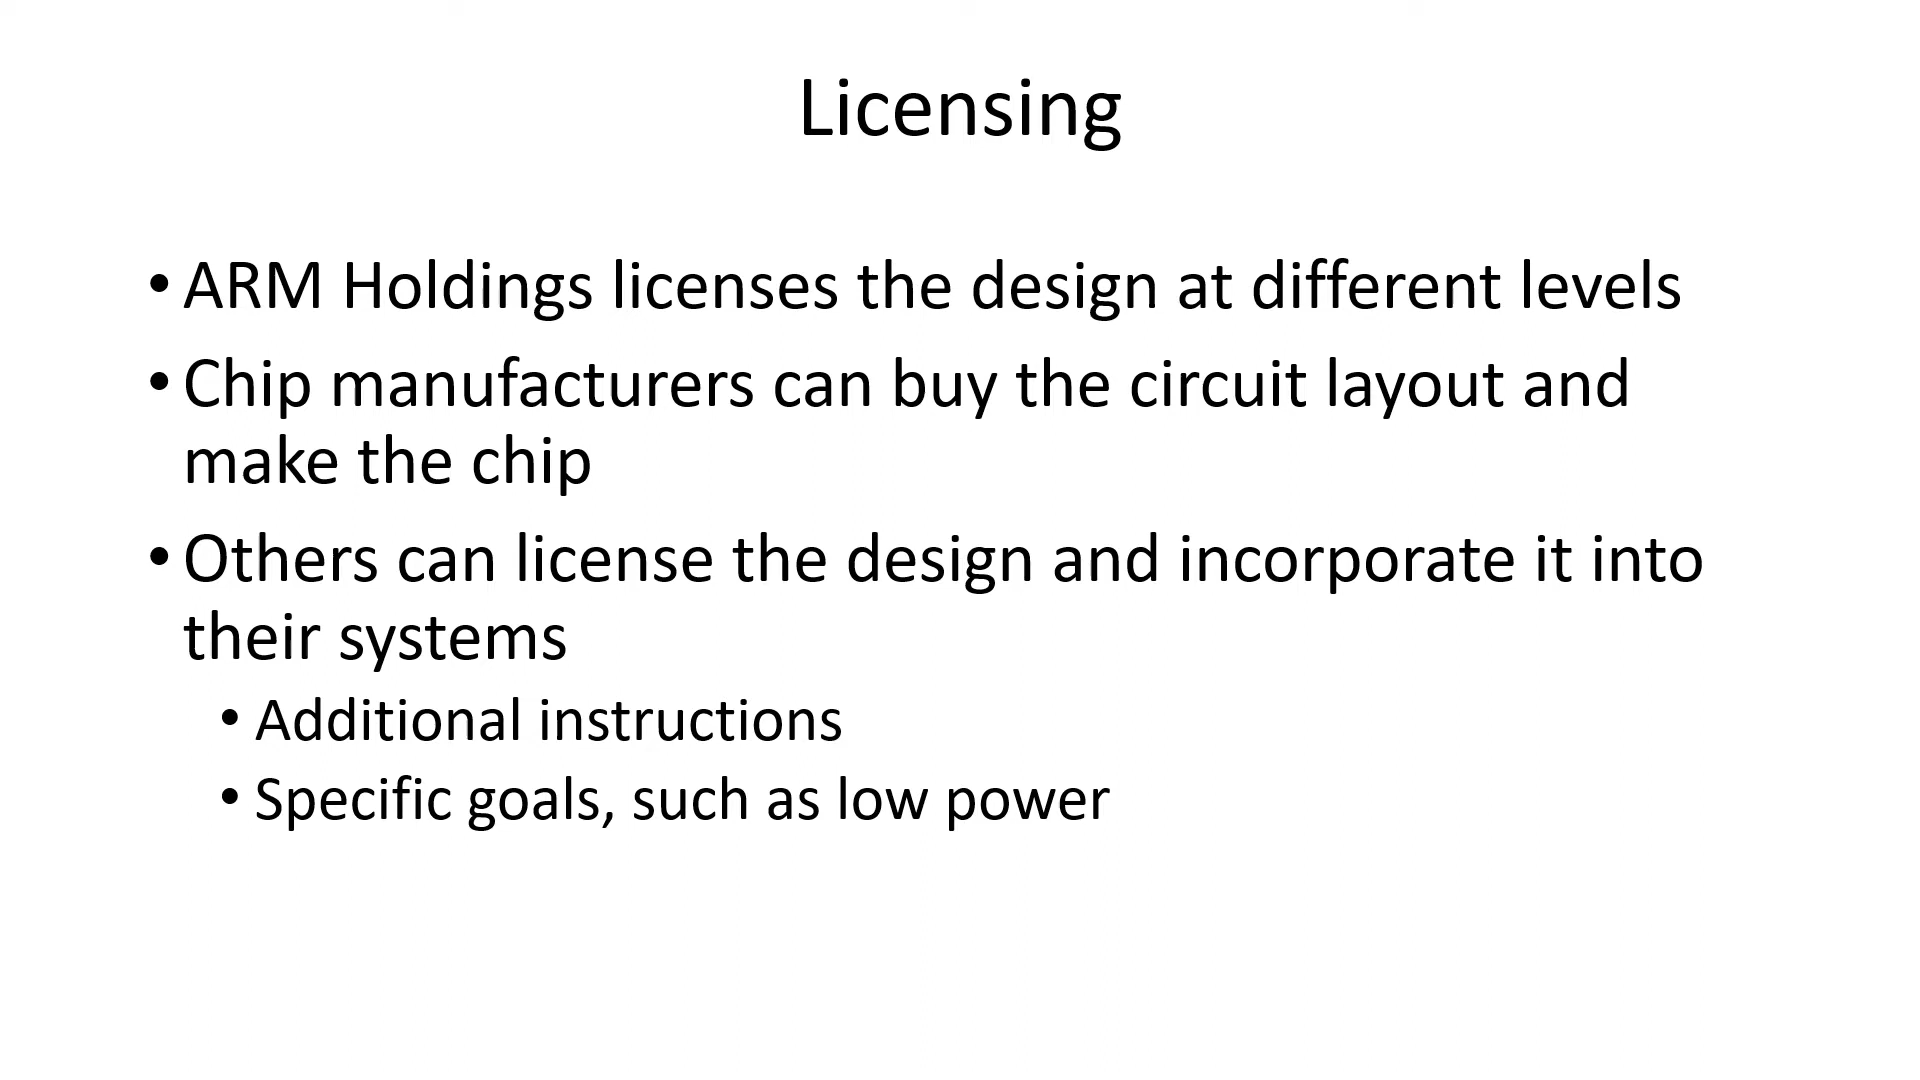 Licensing
• ARM Holdings licenses the design at different levels
• Chip manufacturers can buy the circuit layout and
make the chip
• Others can license the design and incorporate it into
their systems
• Additional instructions
• Specific goals, such as low power